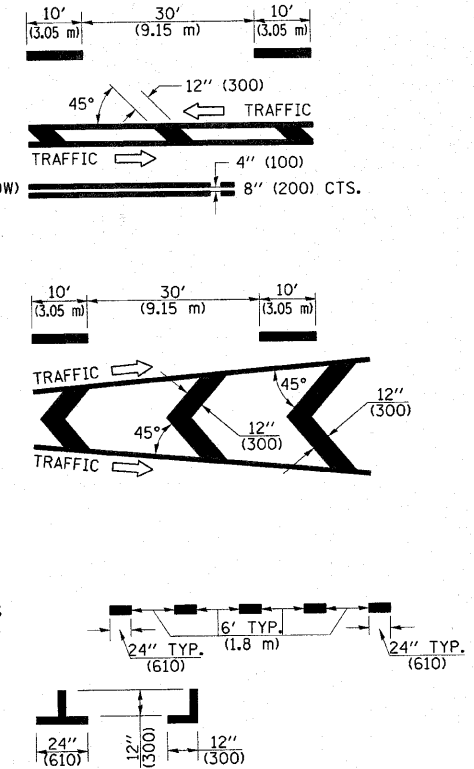 10' 30' 10'
(3.05 m) (9.15 m) (3.05 m)
12" (300)
45°
TRAFFIC
TRAFFIC
4" (100)
OW) 8" (200) CTS.
10' 30' 10'
(3.05 m) (9.15 m) (3.05 m)
TRAFFIC
45°
12"
(300)
45°
12"
(300)
TRAFFIC
6' TYP.
(1.8 m)
24" TYP.
(610)
24" TYP.
(610)
24"
(610)
12"
(300)
12"
(300)